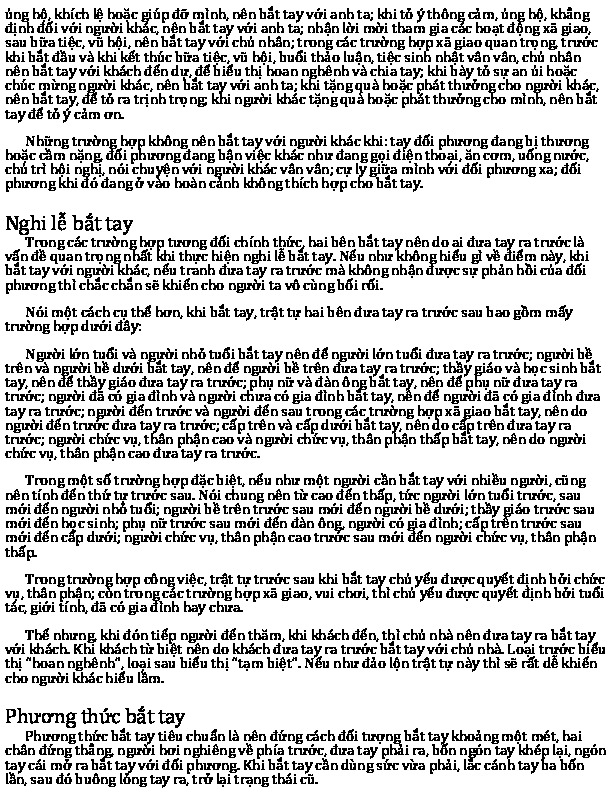 ủng hộ, khích lệ hoặc giúp đỡ mình, nên bắt tay với anh ta; khi tỏ ý thông cảm, ủng hộ, khẳng
định đối với người khác, nên bắt tay với anh ta; nhận lời mời tham gia các hoạt động xã giao,
sau bữa tiệc, vũ hội, nên bắt tay với chủ nhân; trong các trường hợp xã giao quan trọng, trước
khi bắt đầu và khi kết thúc bữa tiệc, vũ hội, buổi thảo luận, tiệc sinh nhật vân vân, chủ nhân
nên bắt tay với khách đến dự, để biểu thị hoan nghênh và chia tay; khi bày tỏ sự an ủi hoặc
chúc mừng người khác, nên bắt tay với anh ta; khi tặng quà hoặc phát thưởng cho người khác,
nên bắt tay, để tỏ ra trịnh trọng; khi người khác tặng quà hoặc phát thưởng cho mình, nên bắt
tay để tỏ ý cảm ơn.
Những trường hợp không nên bắt tay với người khác khi: tay đối phương đang bị thương
hoặc cầm nặng, đối phương đang bận việc khác như đang gọi điện thoại, ăn cơm, uống nước,
chủ trì hội nghị, nói chuyện với người khác vân vân; cự ly giữa mình với đối phương xa; đối
phương khi đó đang ở vào hoàn cảnh không thích hợp cho bắt tay.
Nghi lễ bắt tay
Trong các trường hợp tương đối chính thức, hai bên bắt tay nên do ai đưa tay ra trước là
vấn đề quan trọng nhất khi thực hiện nghi lễ bắt tay. Nếu như không hiểu gì về điểm này, khi
bắt tay với người khác, nếu tranh đưa tay ra trước mà không nhận được sự phản hồi của đối
phương thì chắc chắn sẽ khiến cho người ta vô cùng bối rối.
Nói một cách cụ thể hơn, khi bắt tay, trật tự hai bên đưa tay ra trước sau bao gồm mấy
trường hợp dưới đây:
Người lớn tuổi và người nhỏ tuổi bắt tay nên để người lớn tuổi đưa tay ra trước; người bề
trên và người bề dưới bắt tay, nên để người bề trên đưa tay ra trước; thầy giáo và học sinh bắt
tay, nên để thầy giáo đưa tay ra trước; phụ nữ và đàn ông bắt tay, nên để phụ nữ đưa tay ra
trước; người đã có gia đình và người chưa có gia đình bắt tay, nên để người đã có gia đình đưa
tay ra trước; người đến trước và người đến sau trong các trường hợp xã giao bắt tay, nên do
người đến trước đưa tay ra trước; cấp trên và cấp dưới bắt tay, nên do cấp trên đưa tay ra
trước; người chức vụ, thân phận cao và người chức vụ, thân phận thấp bắt tay, nên do người
chức vụ, thân phận cao đưa tay ra trước.
Trong một số trường hợp đặc biệt, nếu như một người cần bắt tay với nhiều người, cũng
nên tính đến thứ tự trước sau. Nói chung nên từ cao đến thấp, tức người lớn tuổi trước, sau
mới đến người nhỏ tuổi; người bề trên trước sau mới đến người bề dưới; thầy giáo trước sau
mới đến học sinh; phụ nữ trước sau mới đến đàn ông, người có gia đình; cấp trên trước sau
mới đến cấp dưới; người chức vụ, thân phận cao trước sau mới đến người chức vụ, thân phận
thấp.
Trong trường hợp công việc, trật tự trước sau khi bắt tay chủ yếu được quyết định bởi chức
vụ, thân phận; còn trong các trường hợp xã giao, vui chơi, thì chủ yếu được quyết định bởi tuổi
tác, giới tính, đã có gia đình hay chưa.
Thế nhưng, khi đón tiếp người đến thăm, khi khách đến, thì chủ nhà nên đưa tay ra bắt tay
với khách. Khi khách từ biệt nên do khách đưa tay ra trước bắt tay với chủ nhà. Loại trước biểu
thị “hoan nghênh”, loại sau biểu thị “tạm biệt”. Nếu như đảo lộn trật tự này thì sẽ rất dễ khiến
cho người khác hiểu lầm.
Phương thức bắt tay
Phương thức bắt tay tiêu chuẩn là nên đứng cách đối tượng bắt tay khoảng một mét, hai
chân đứng thẳng, người hơi nghiêng về phía trước, đưa tay phải ra, bốn ngón tay khép lại, ngón
tay cái mở ra bắt tay với đối phương. Khi bắt tay cần dùng sức vừa phải, lắc cánh tay ba bốn
lần, sau đó buông lỏng tay ra, trở lại trạng thái cũ.